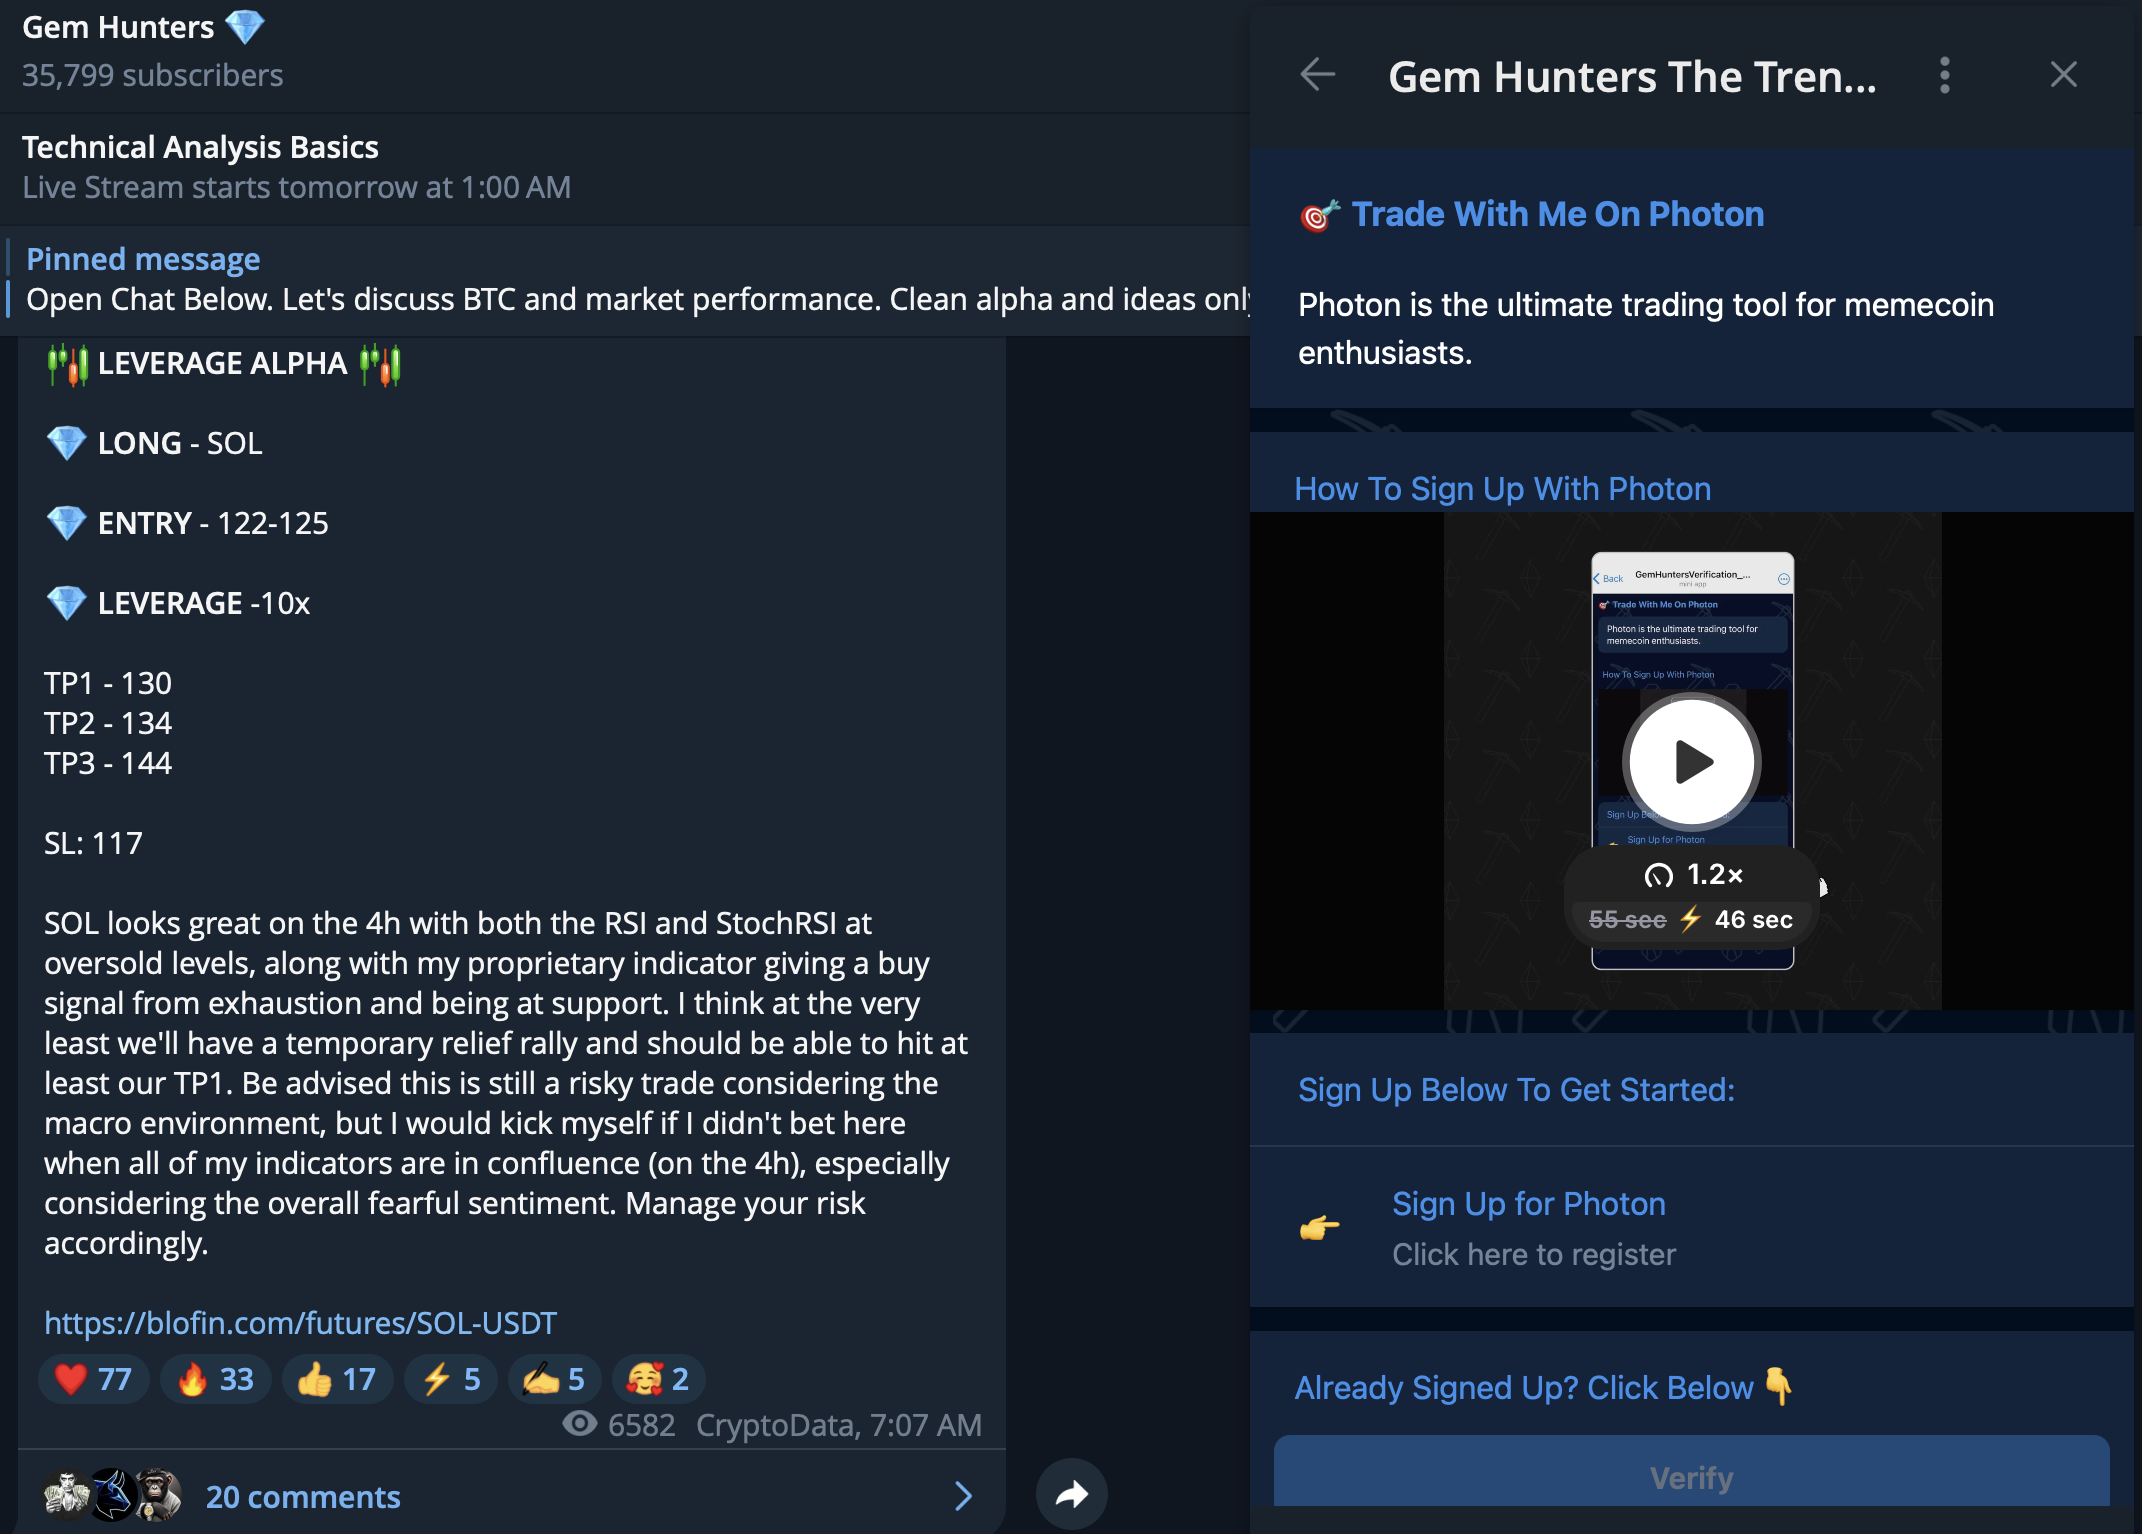 Gem Hunters 💎
35,799 subscribers
Technical Analysis Basics
Live Stream starts tomorrow at 1:00 AM
Pinned message
Open Chat Below. Let's discuss BTC and market performance. Clean alpha and ideas only
LEVERAGE ALPHA
💎 LONG - SOL
💎 ENTRY - 122-125
💎 LEVERAGE -10x
TP1 - 130
TP2 - 134
TP3 - 144
SL: 117
SOL looks great on the 4h with both the RSI and StochRSI at
oversold levels, along with my proprietary indicator giving a buy
signal from exhaustion and being at support. I think at the very
least we'll have a temporary relief rally and should be able to hit at
least our TP1. Be advised this is still a risky trade considering the
macro environment, but I would kick myself if I didn't bet here
when all of my indicators are in confluence (on the 4h), especially
considering the overall fearful sentiment. Manage your risk
accordingly.
https://blofin.com/futures/SOL-USDT
❤️ 77 🔥 33 👍 17 ⚡ 5 ✍️ 5 🥰 2
6582 CryptoData, 7:07 AM
20 comments
Gem Hunters The Tren...
🎯 Trade With Me On Photon
Photon is the ultimate trading tool for memecoin
enthusiasts.
How To Sign Up With Photon
Back GemHuntersVerification_...
mini app
🎯 Trade With Me On Photon
Photon is the ultimate trading tool for
memecoin enthusiasts.
How To Sign Up With Photon
Sign Up
Sign Up for Photon
1.2×
55 sec ⚡ 46 sec
Sign Up Below To Get Started:
👉 Sign Up for Photon
Click here to register
Already Signed Up? Click Below 👇
Verify